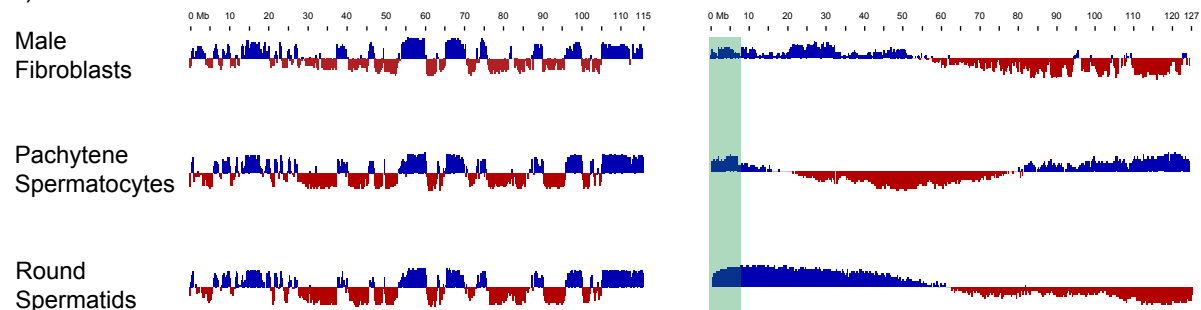 0 Mb 10 20 30 40 50 60 70 80 90 100 110 115
0 Mb 10 20 30 40 50 60 70 80 90 100 110 120 127
Male
Fibroblasts
Pachytene
Spermatocytes
Round
Spermatids